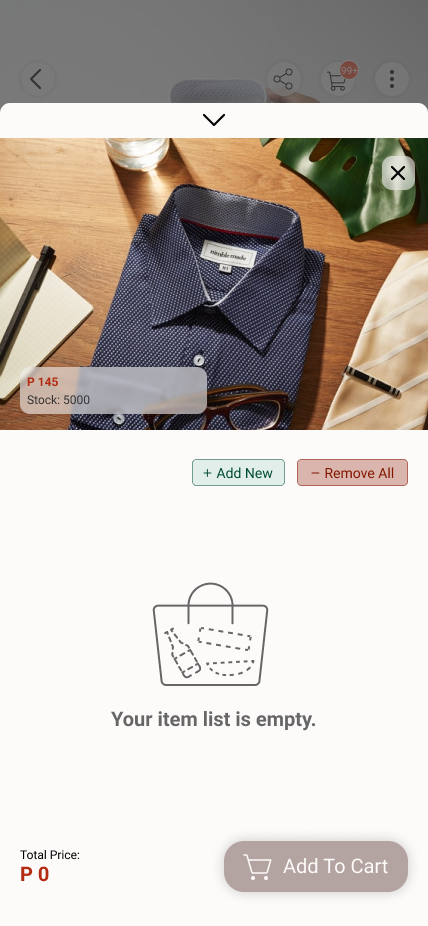 99+
nimble made
P 145
Stock: 5000
+ Add New
− Remove All
Your item list is empty.
Total Price:
P 0
Add To Cart